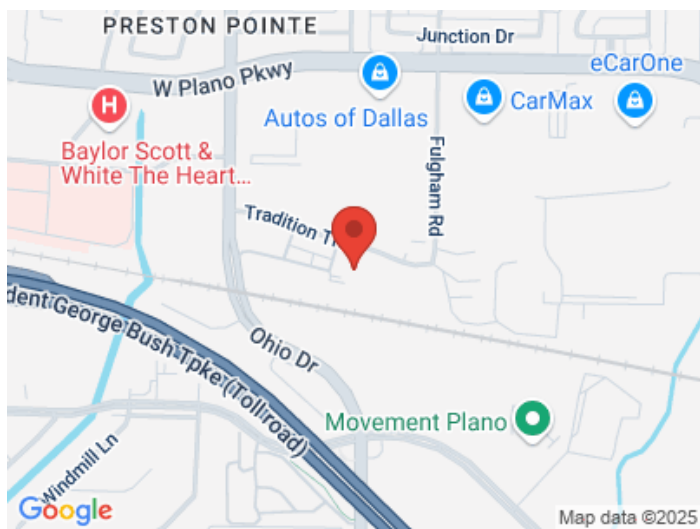 PRESTON POINTE
Junction Dr
eCarOne
W Plano Pkwy
CarMax
Autos of Dallas
H
Baylor Scott &
White The Heart...
Fulgham Rd
Tradition Tr
dent George Bush Tpke (Tollroad)
Ohio Dr
Movement Plano
Windmill Ln
Google
Map data ©2025